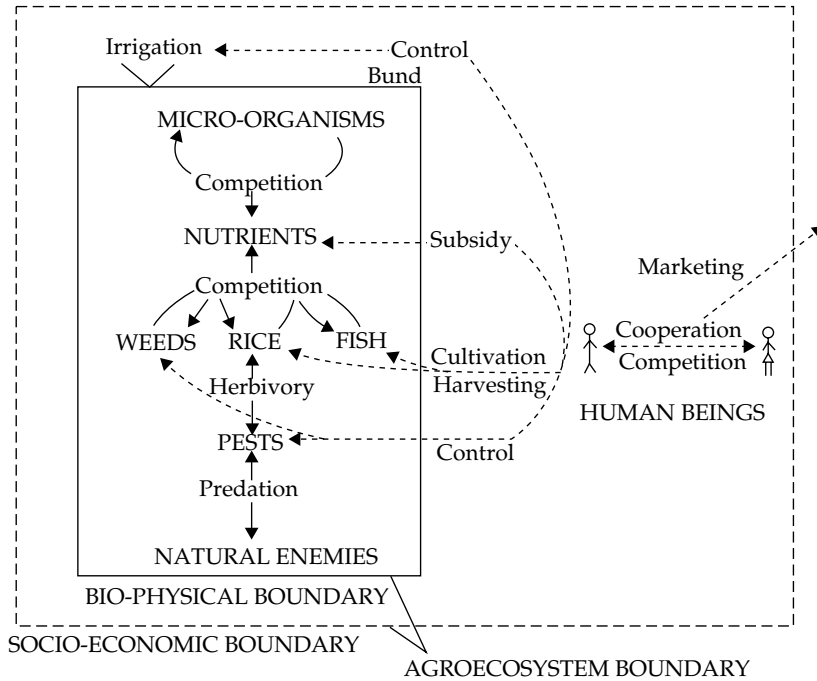 Irrigation
Control
Bund
MICRO-ORGANISMS
Competition
NUTRIENTS
Subsidy
Marketing
Competition
WEEDS
RICE
FISH
Cooperation
Cultivation
Competition
Harvesting
Herbivory
HUMAN BEINGS
PESTS
Control
Predation
NATURAL ENEMIES
BIO-PHYSICAL BOUNDARY
SOCIO-ECONOMIC BOUNDARY
AGROECOSYSTEM BOUNDARY